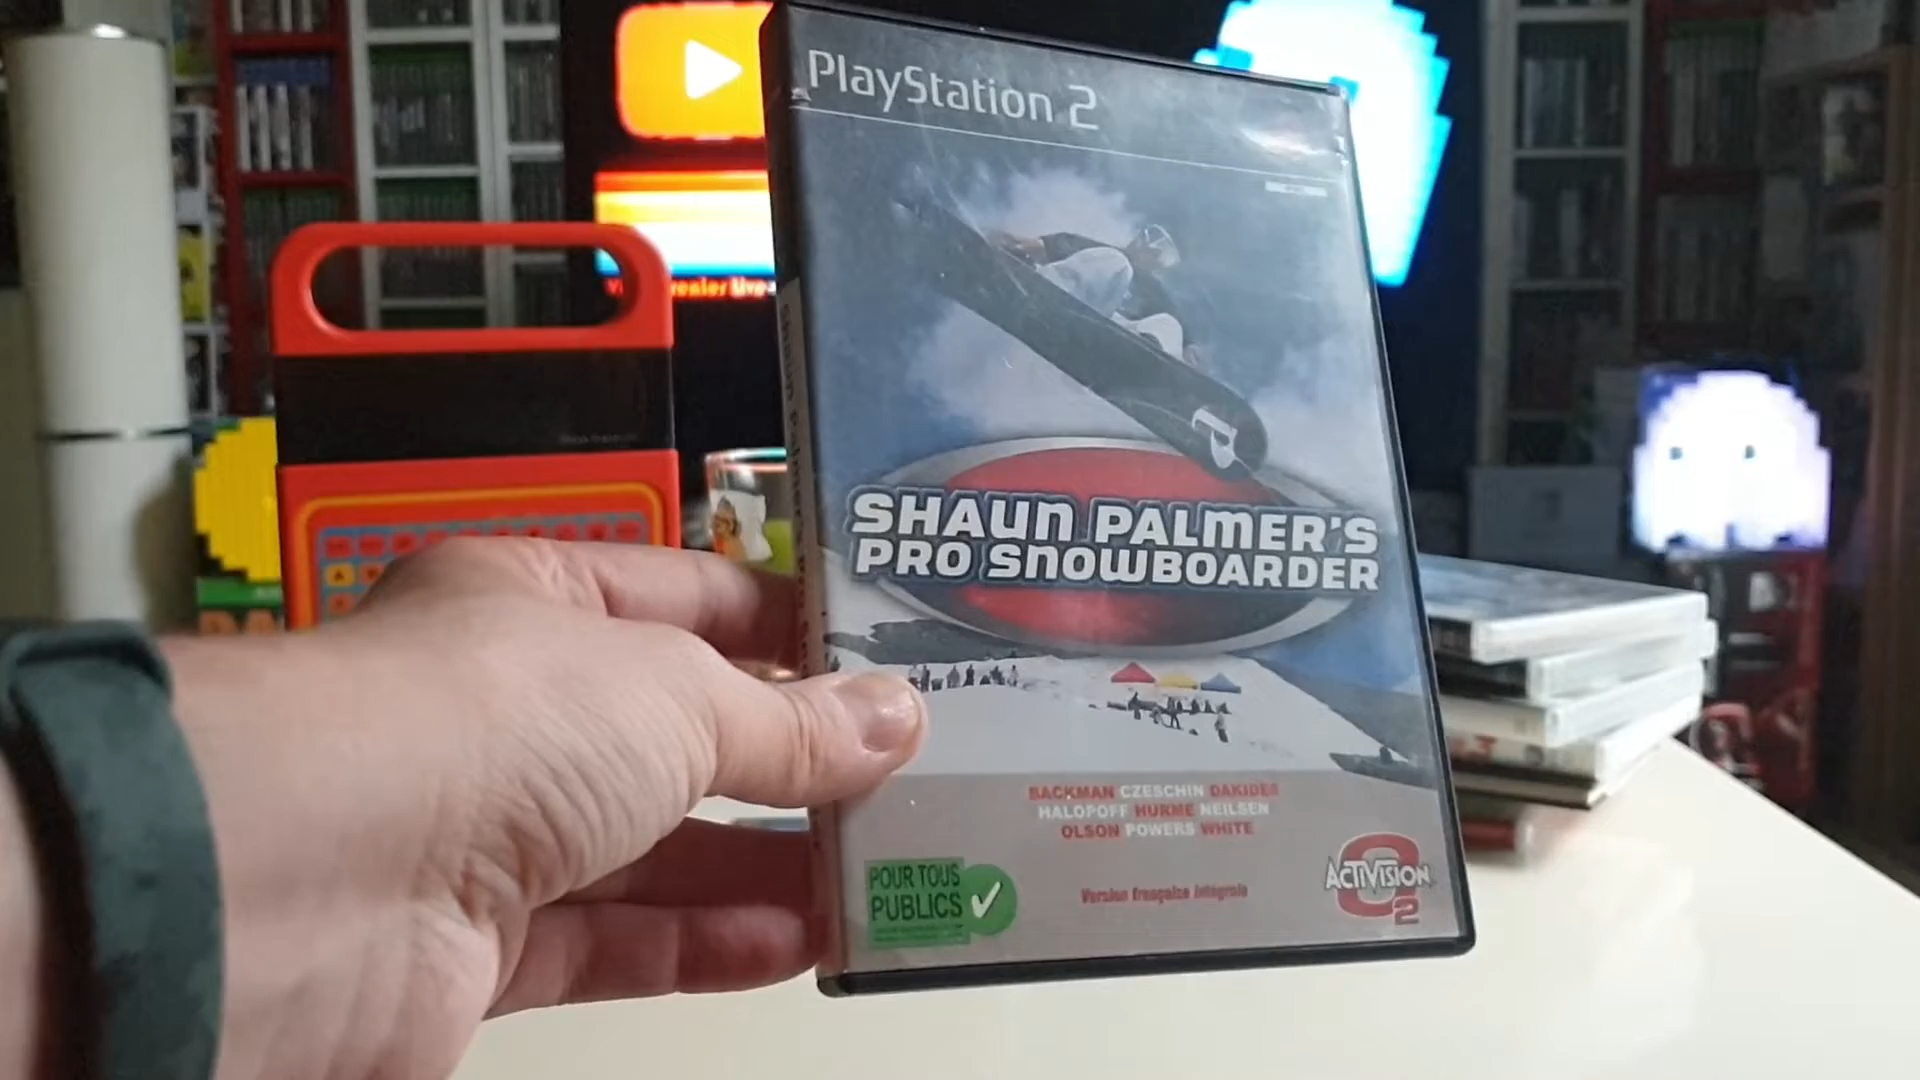 PlayStation 2
SHAUN PALMER'S
PRO SNOWBOARDER
BACKMAN CZESCHIN DAKIDES
HALOPOFF HURME NEILSEN
OLSON POWERS WHITE
POUR TOUS
PUBLICS
Version française intégrale
ACTIVISION
O2